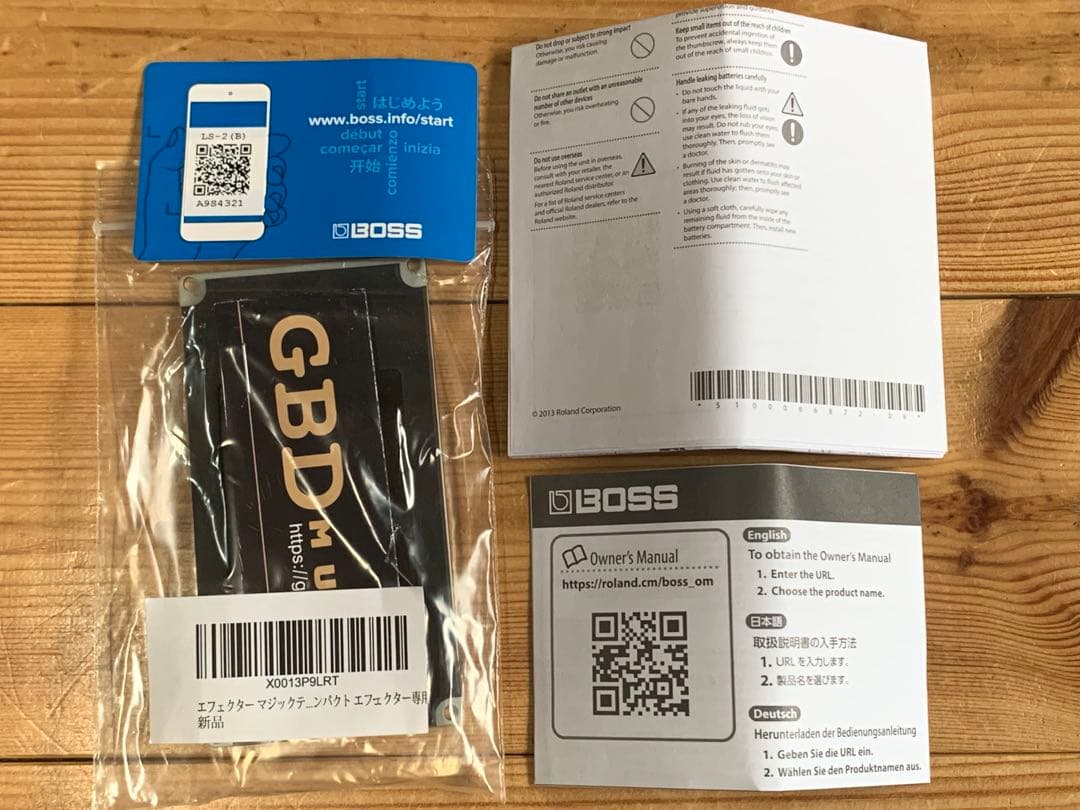 start
はじめよう
www.boss.info/start
début
começar
inizia
开始
comienzo
LS-2(B)
A9S4321
BOSS
GBD
Mu
https://g
X0013P9LRT
エフェクター マジックテ...ンパクト エフェクター専用
新品
provide supervision and guidance
Do not drop or subject to strong impact
Otherwise, you risk causing
damage or malfunction.
Do not share an outlet with an unreasonable
number of other devices
Otherwise, you risk overheating
or fire.
Do not use overseas
Before using the unit in overseas,
consult with your retailer, the
nearest Roland service center, or an
authorized Roland distributor.
For a list of Roland service centers
and official Roland dealers, refer to the
Roland website.
© 2013 Roland Corporation
Keep small items out of the reach of children
To prevent accidental ingestion of
the thumbscrew, always keep them
out of the reach of small children.
Handle leaking batteries carefully
• Do not touch the liquid with your
bare hands.
• If any of the leaking fluid gets
into your eyes, the loss of vision
may result. Do not rub your eyes;
use clean water to flush them
thoroughly. Then, promptly see
a doctor.
• Burning of the skin or dermatitis may
result if fluid has gotten onto your skin or
clothing. Use clean water to flush affected
areas thoroughly; then, promptly see
a doctor.
• Using a soft cloth, carefully wipe any
remaining fluid from the inside of the
battery compartment. Then, install new
batteries.
BOSS
Owner's Manual
https://roland.cm/boss_om
English
To obtain the Owner's Manual
1. Enter the URL.
2. Choose the product name.
日本語
取扱説明書の入手方法
1. URL を入力します。
2. 製品名を選びます。
Deutsch
Herunterladen der Bedienungsanleitung
1. Geben Sie die URL ein.
2. Wählen Sie den Produktnamen aus.